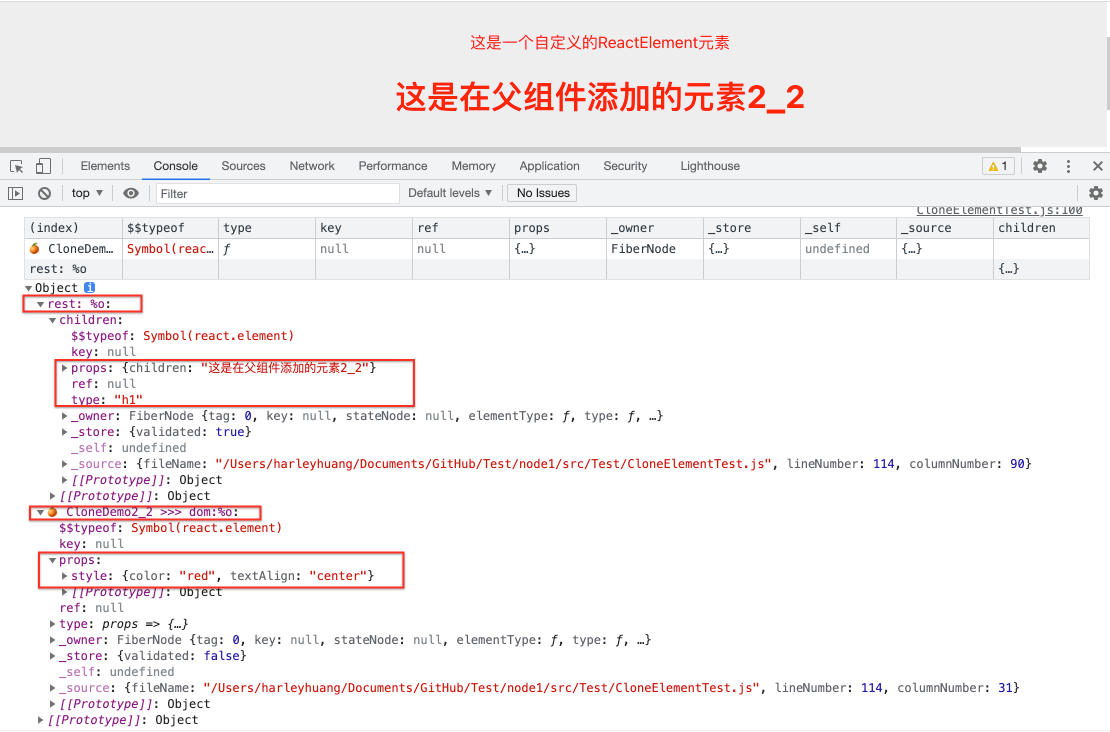 这是一个自定义的ReactElement元素
这是在父组件添加的元素2_2
Elements Console Sources Network Performance Memory Application Security Lighthouse 1
top Filter Default levels No Issues
CloneElementTest.js:100
(index) $$typeof type key ref props _owner _store _self _source children
CloneDem… Symbol(reac… ƒ null null {…} FiberNode {…} undefined {…}
rest: %o {…}
Object i
rest: %o:
children:
$$typeof: Symbol(react.element)
key: null
props: {children: "这是在父组件添加的元素2_2"}
ref: null
type: "h1"
_owner: FiberNode {tag: 0, key: null, stateNode: null, elementType: ƒ, type: ƒ, …}
_store: {validated: true}
_self: undefined
_source: {fileName: "/Users/harleyhuang/Documents/GitHub/Test/node1/src/Test/CloneElementTest.js", lineNumber: 114, columnNumber: 90}
[[Prototype]]: Object
[[Prototype]]: Object
CloneDemo2_2 >>> dom:%o:
$$typeof: Symbol(react.element)
key: null
props:
style: {color: "red", textAlign: "center"}
[[Prototype]]: Object
ref: null
type: props => {…}
_owner: FiberNode {tag: 0, key: null, stateNode: null, elementType: ƒ, type: ƒ, …}
_store: {validated: false}
_self: undefined
_source: {fileName: "/Users/harleyhuang/Documents/GitHub/Test/node1/src/Test/CloneElementTest.js", lineNumber: 114, columnNumber: 31}
[[Prototype]]: Object
[[Prototype]]: Object